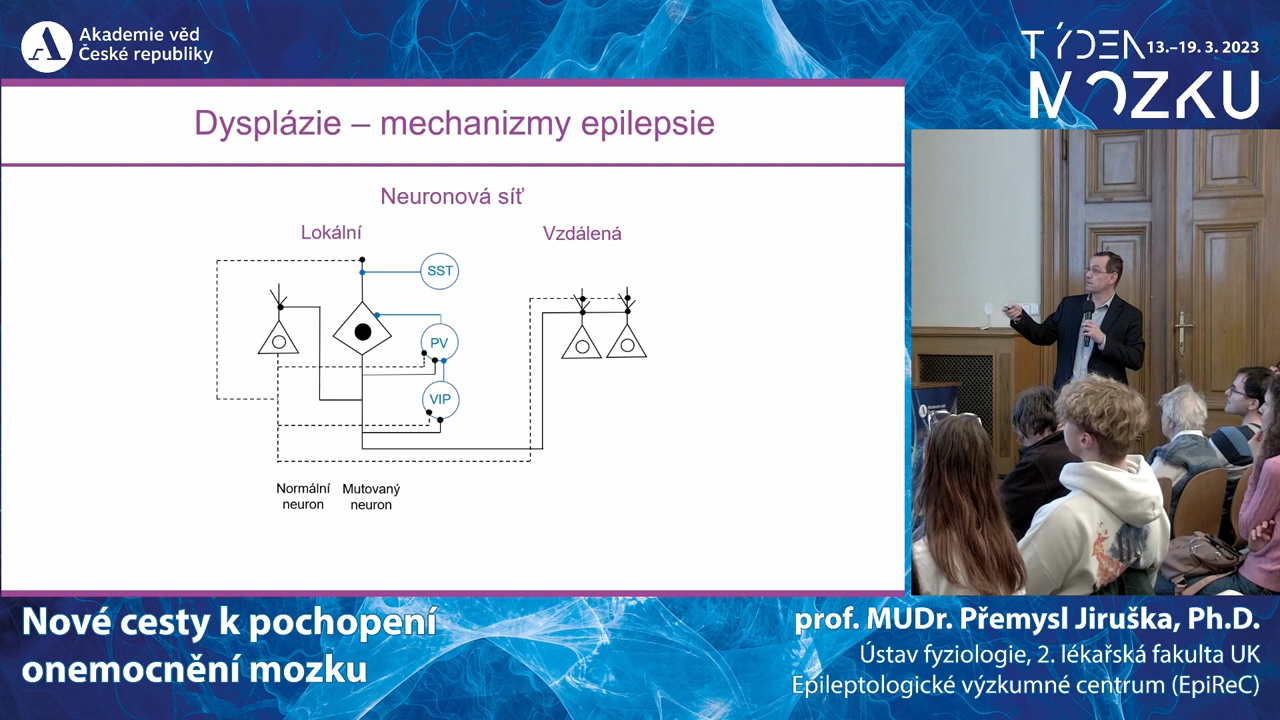 Akademie věd
České republiky
TÝDEN 13.–19. 3. 2023
MOZKU
Dysplázie – mechanizmy epilepsie
Neuronová síť
Lokální
Vzdálená
SST
PV
VIP
Normální
neuron
Mutovaný
neuron
Akademie věd
Nové cesty k pochopení
onemocnění mozku
prof. MUDr. Přemysl Jiruška, Ph.D.
Ústav fyziologie, 2. lékařská fakulta UK
Epileptologické výzkumné centrum (EpiReC)